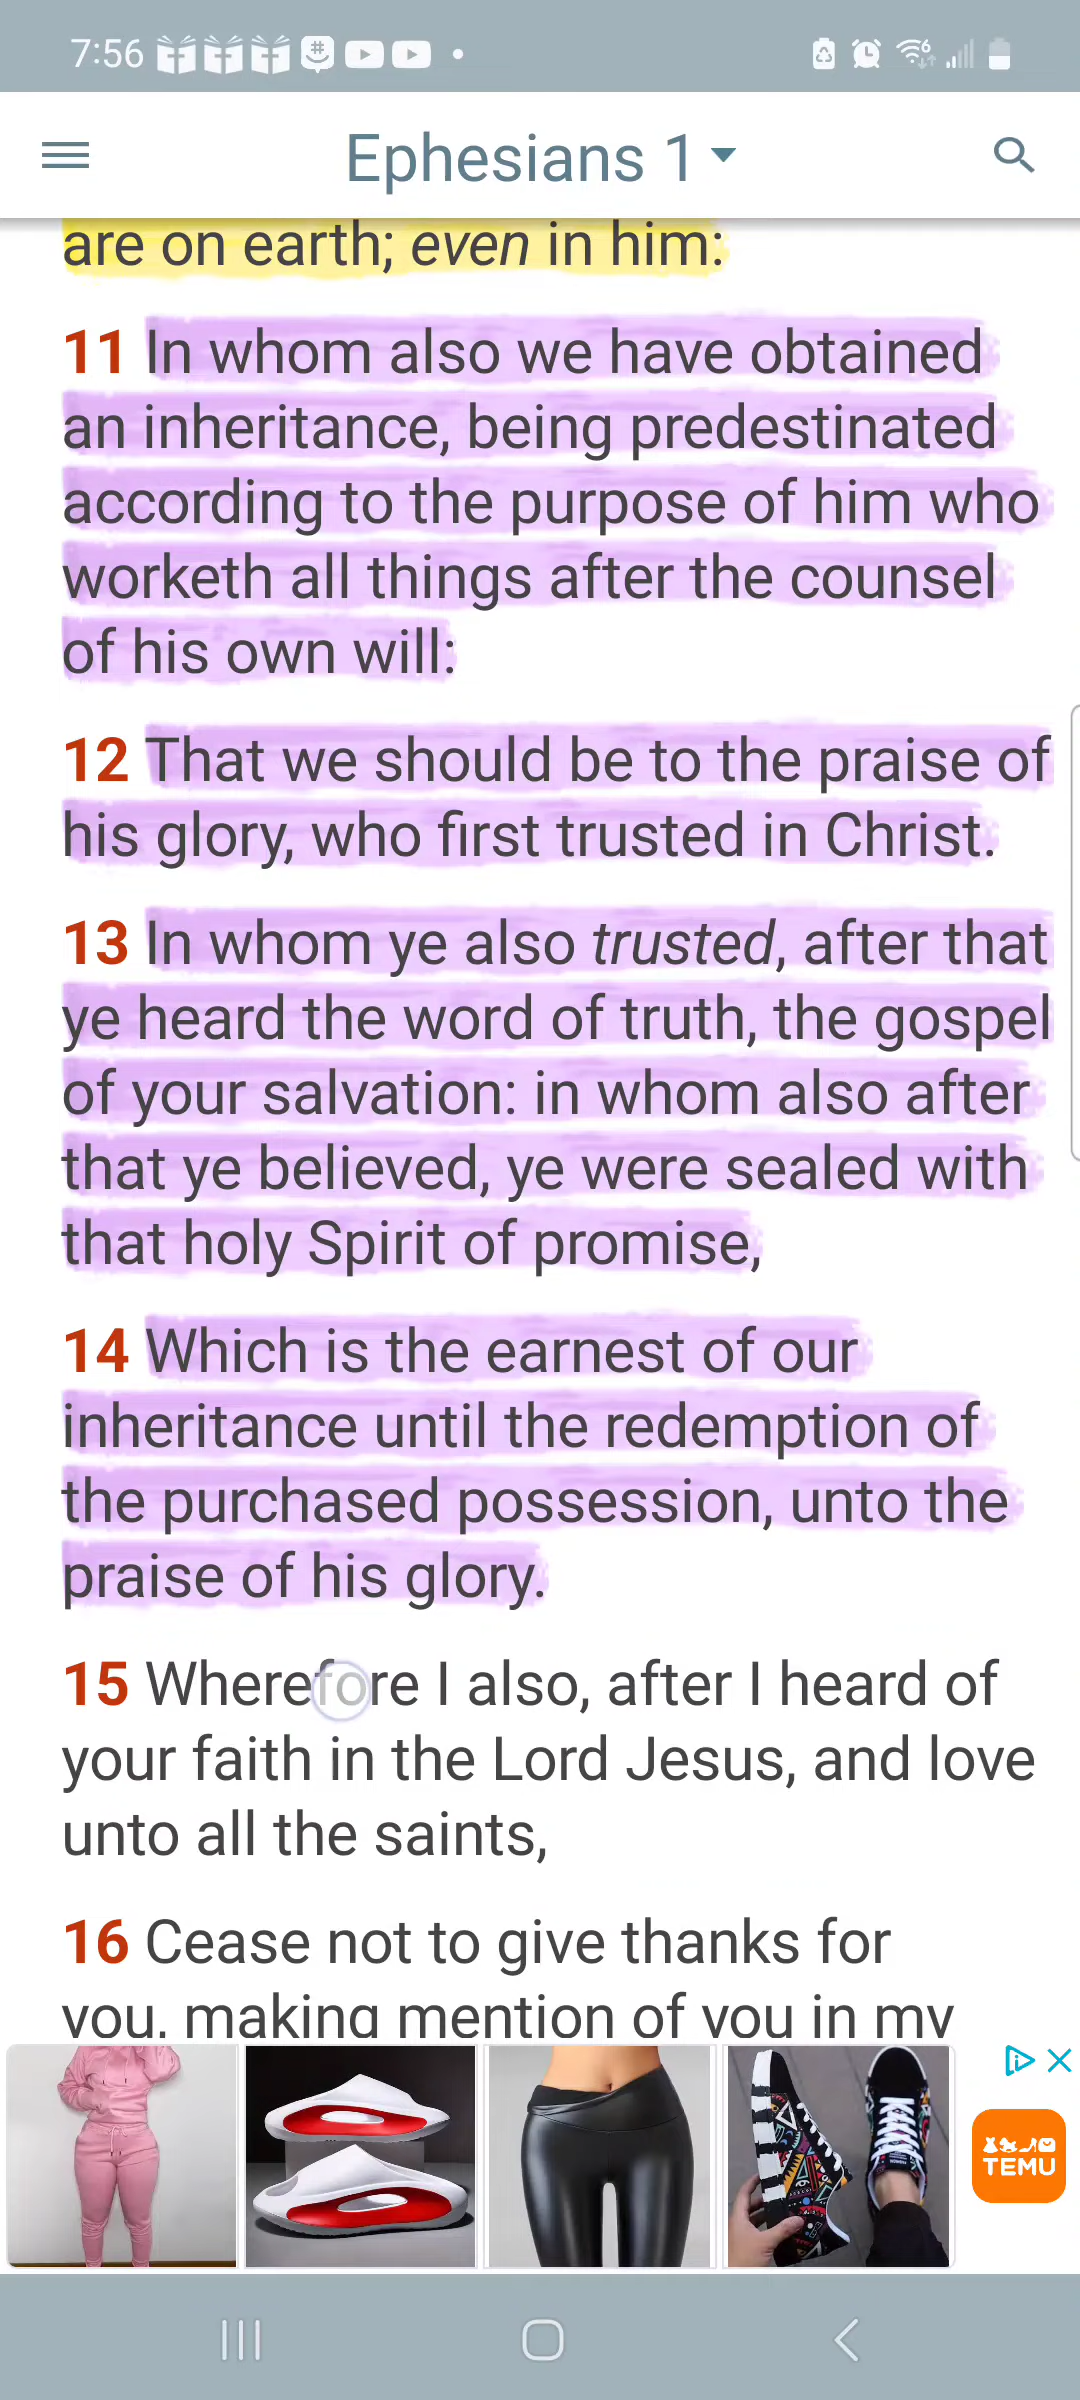 7:56
Ephesians 1
are on earth; even in him:
11 In whom also we have obtained
an inheritance, being predestinated
according to the purpose of him who
worketh all things after the counsel
of his own will:
12 That we should be to the praise of
his glory, who first trusted in Christ.
13 In whom ye also trusted, after that
ye heard the word of truth, the gospel
of your salvation: in whom also after
that ye believed, ye were sealed with
that holy Spirit of promise,
14 Which is the earnest of our
inheritance until the redemption of
the purchased possession, unto the
praise of his glory.
15 Wherefore I also, after I heard of
your faith in the Lord Jesus, and love
unto all the saints,
16 Cease not to give thanks for
you, making mention of you in my
TEMU